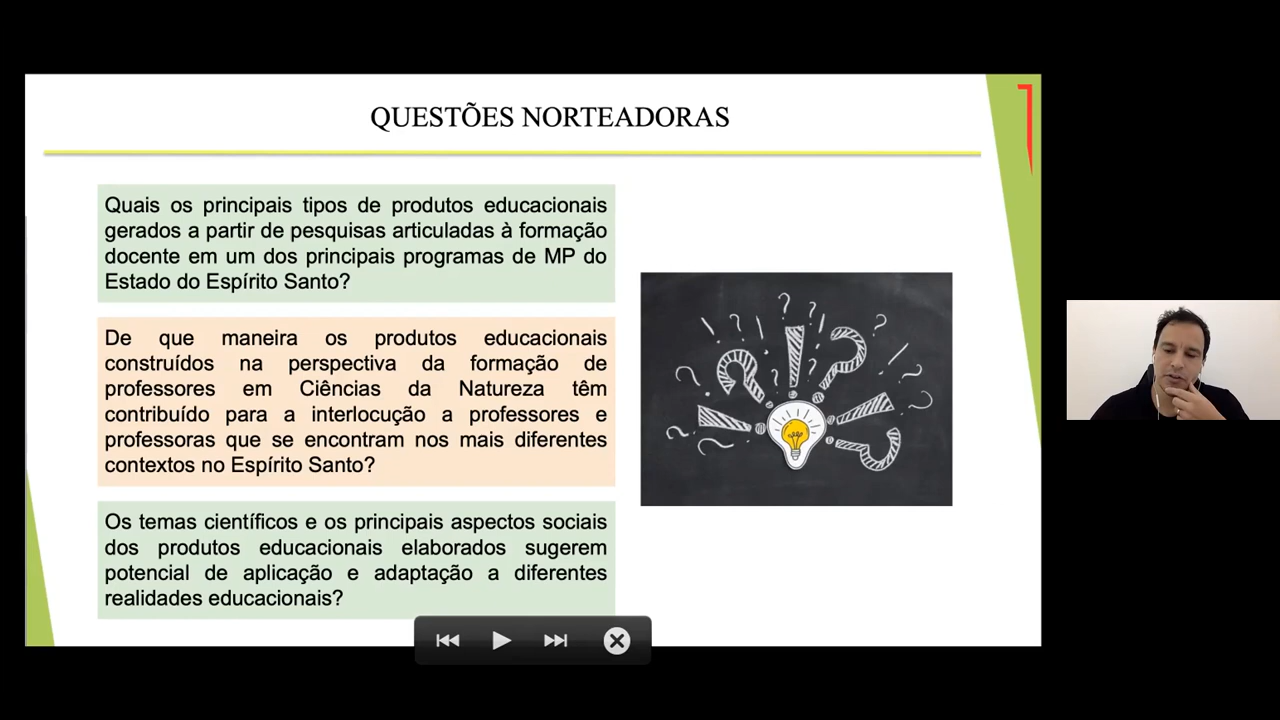 QUESTÕES NORTEADORAS
Quais os principais tipos de produtos educacionais
gerados a partir de pesquisas articuladas à formação
docente em um dos principais programas de MP do
Estado do Espírito Santo?
De que maneira os produtos educacionais
construídos na perspectiva da formação de
professores em Ciências da Natureza têm
contribuído para a interlocução a professores e
professoras que se encontram nos mais diferentes
contextos no Espírito Santo?
Os temas científicos e os principais aspectos sociais
dos produtos educacionais elaborados sugerem
potencial de aplicação e adaptação a diferentes
realidades educacionais?